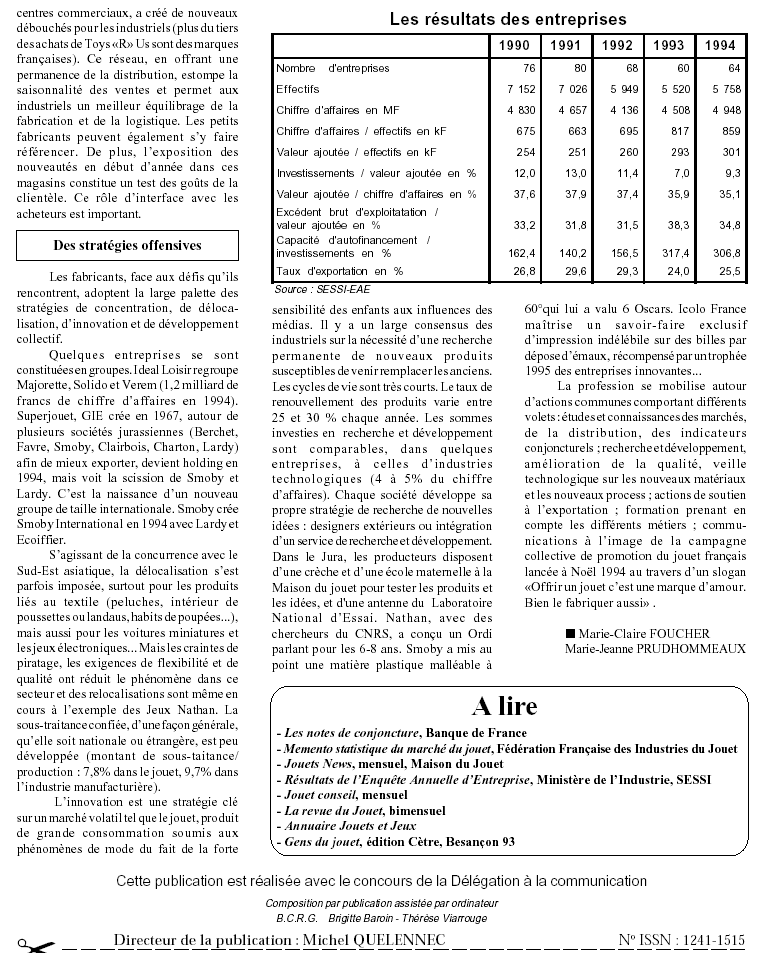 centres commerciaux, a créé de nouveaux
débouchés pour les industriels (plus du tiers
des achats de Toys «R» Us sont des marques
françaises). Ce réseau, en offrant une
permanence de la distribution, estompe la
saisonnalité des ventes et permet aux
industriels un meilleur équilibrage de la
fabrication et de la logistique. Les petits
fabricants peuvent également s'y faire
référencer. De plus, l'exposition des
nouveautés en début d'année dans ces
magasins constitue un test des goûts de la
clientèle. Ce rôle d'interface avec les
acheteurs est important.
Des stratégies offensives
Les fabricants, face aux défis qu'ils
rencontrent, adoptent la large palette des
stratégies de concentration, de déloca-
lisation, d'innovation et de développement
collectif.
Quelques entreprises se sont
constituées en groupes. Ideal Loisir regroupe
Majorette, Solido et Verem (1,2 milliard de
francs de chiffre d'affaires en 1994).
Superjouet, GIE crée en 1967, autour de
plusieurs sociétés jurassiennes (Berchet,
Favre, Smoby, Clairbois, Charton, Lardy)
afin de mieux exporter, devient holding en
1994, mais voit la scission de Smoby et
Lardy. C'est la naissance d'un nouveau
groupe de taille internationale. Smoby crée
Smoby International en 1994 avec Lardy et
Ecoiffier.
S'agissant de la concurrence avec le
Sud-Est asiatique, la délocalisation s'est
parfois imposée, surtout pour les produits
liés au textile (peluches, intérieur de
poussettes ou landaus, habits de poupées...),
mais aussi pour les voitures miniatures et
les jeux électroniques... Mais les craintes de
piratage, les exigences de flexibilité et de
qualité ont réduit le phénomène dans ce
secteur et des relocalisations sont même en
cours à l'exemple des Jeux Nathan. La
sous-traitance confiée, d'une façon générale,
qu'elle soit nationale ou étrangère, est peu
développée (montant de sous-taitance/
production : 7,8% dans le jouet, 9,7% dans
l'industrie manufacturière).
L'innovation est une stratégie clé
sur un marché volatil tel que le jouet, produit
de grande consommation soumis aux
phénomènes de mode du fait de la forte
Les résultats des entreprises
1990 1991 1992 1993 1994
Nombre d'entreprises 76 80 68 60 64
Effectifs 7 152 7 026 5 949 5 520 5 758
Chiffre d'affaires en MF 4 830 4 657 4 136 4 508 4 948
Chiffre d'affaires / effectifs en kF 675 663 695 817 859
Valeur ajoutée / effectifs en kF 254 251 260 293 301
Investissements / valeur ajoutée en % 12,0 13,0 11,4 7,0 9,3
Valeur ajoutée / chiffre d'affaires en % 37,6 37,9 37,4 35,9 35,1
Excédent brut d'exploitatation /
valeur ajoutée en % 33,2 31,8 31,5 38,3 34,8
Capacité d'autofinancement /
investissements en % 162,4 140,2 156,5 317,4 306,8
Taux d'exportation en % 26,8 29,6 29,3 24,0 25,5
Source : SESSI-EAE
sensibilité des enfants aux influences des
médias. Il y a un large consensus des
industriels sur la nécessité d'une recherche
permanente de nouveaux produits
susceptibles de venir remplacer les anciens.
Les cycles de vie sont très courts. Le taux de
renouvellement des produits varie entre
25 et 30 % chaque année. Les sommes
investies en recherche et développement
sont comparables, dans quelques
entreprises, à celles d'industries
technologiques (4 à 5% du chiffre
d'affaires). Chaque société développe sa
propre stratégie de recherche de nouvelles
idées : designers extérieurs ou intégration
d'un service de recherche et développement.
Dans le Jura, les producteurs disposent
d'une crèche et d'une école maternelle à la
Maison du jouet pour tester les produits et
les idées, et d'une antenne du Laboratoire
National d'Essai. Nathan, avec des
chercheurs du CNRS, a conçu un Ordi
parlant pour les 6-8 ans. Smoby a mis au
point une matière plastique malléable à
60°qui lui a valu 6 Oscars. Icolo France
maîtrise un savoir-faire exclusif
d'impression indélébile sur des billes par
dépose d'émaux, récompensé par un trophée
1995 des entreprises innovantes...
La profession se mobilise autour
d'actions communes comportant différents
volets : études et connaissances des marchés,
de la distribution, des indicateurs
conjoncturels ; recherche et développement,
amélioration de la qualité, veille
technologique sur les nouveaux matériaux
et les nouveaux process ; actions de soutien
à l'exportation ; formation prenant en
compte les différents métiers ; commu-
nications à l'image de la campagne
collective de promotion du jouet français
lancée à Noël 1994 au travers d'un slogan
«Offrir un jouet c'est une marque d'amour.
Bien le fabriquer aussi» .
■ Marie-Claire FOUCHER
Marie-Jeanne PRUDHOMMEAUX
A lire
- Les notes de conjoncture, Banque de France
- Memento statistique du marché du jouet, Fédération Française des Industries du Jouet
- Jouets News, mensuel, Maison du Jouet
- Résultats de l'Enquête Annuelle d'Entreprise, Ministère de l'Industrie, SESSI
- Jouet conseil, mensuel
- La revue du Jouet, bimensuel
- Annuaire Jouets et Jeux
- Gens du jouet, édition Cètre, Besançon 93
Cette publication est réalisée avec le concours de la Délégation à la communication
Composition par publication assistée par ordinateur
B.C.R.G. Brigitte Baroin - Thérèse Viarrouge
Directeur de la publication : Michel QUELENNEC
Nº ISSN : 1241-1515